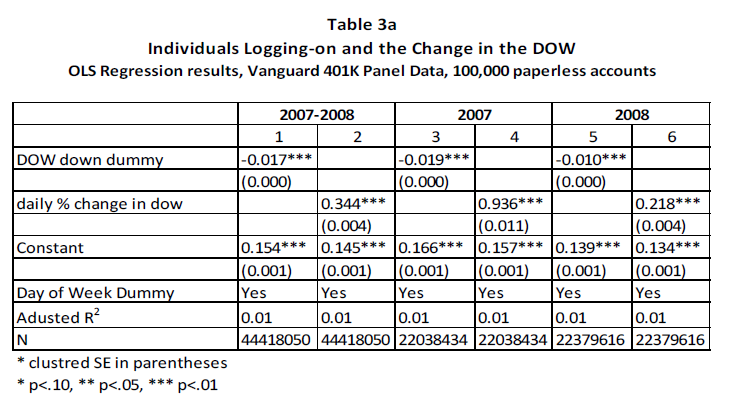 Table 3a
Individuals Logging-on and the Change in the DOW
OLS Regression results, Vanguard 401K Panel Data, 100,000 paperless accounts
2007-2008 2007 2008
1 2 3 4 5 6
DOW down dummy -0.017*** -0.019*** -0.010***
(0.000) (0.000) (0.000)
daily % change in dow 0.344*** 0.936*** 0.218***
(0.004) (0.011) (0.004)
Constant 0.154*** 0.145*** 0.166*** 0.157*** 0.139*** 0.134***
(0.001) (0.001) (0.001) (0.001) (0.001) (0.001)
Day of Week Dummy Yes Yes Yes Yes Yes Yes
Adusted R² 0.01 0.01 0.01 0.01 0.01 0.01
N 44418050 44418050 22038434 22038434 22379616 22379616
* clustred SE in parentheses
* p<.10, ** p<.05, *** p<.01